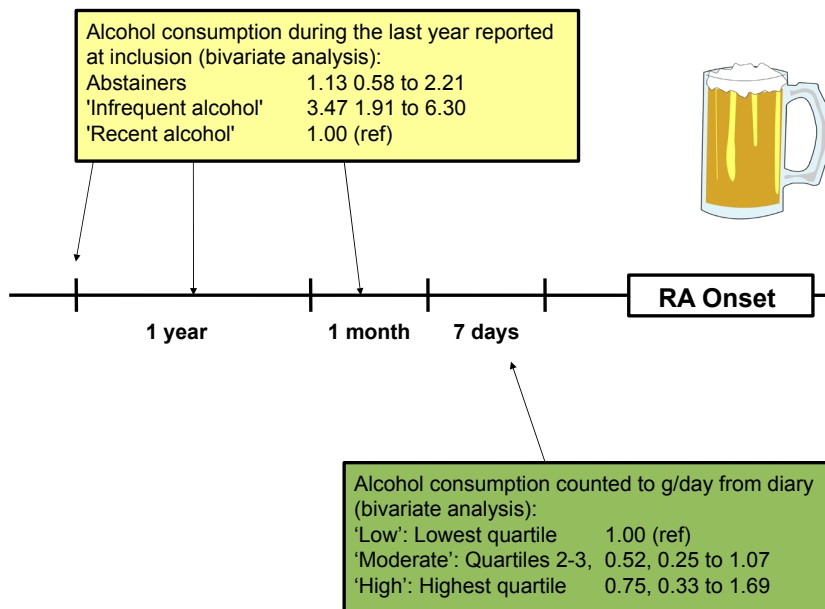 Alcohol consumption during the last year reported
at inclusion (bivariate analysis):
Abstainers 1.13 0.58 to 2.21
'Infrequent alcohol' 3.47 1.91 to 6.30
'Recent alcohol' 1.00 (ref)
RA Onset
1 year 1 month 7 days
Alcohol consumption counted to g/day from diary
(bivariate analysis):
‘Low’: Lowest quartile 1.00 (ref)
‘Moderate’: Quartiles 2-3, 0.52, 0.25 to 1.07
‘High’: Highest quartile 0.75, 0.33 to 1.69